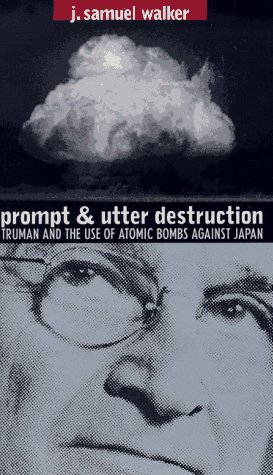 j. samuel walker
prompt & utter destruction
TRUMAN AND THE USE OF ATOMIC BOMBS AGAINST JAPAN